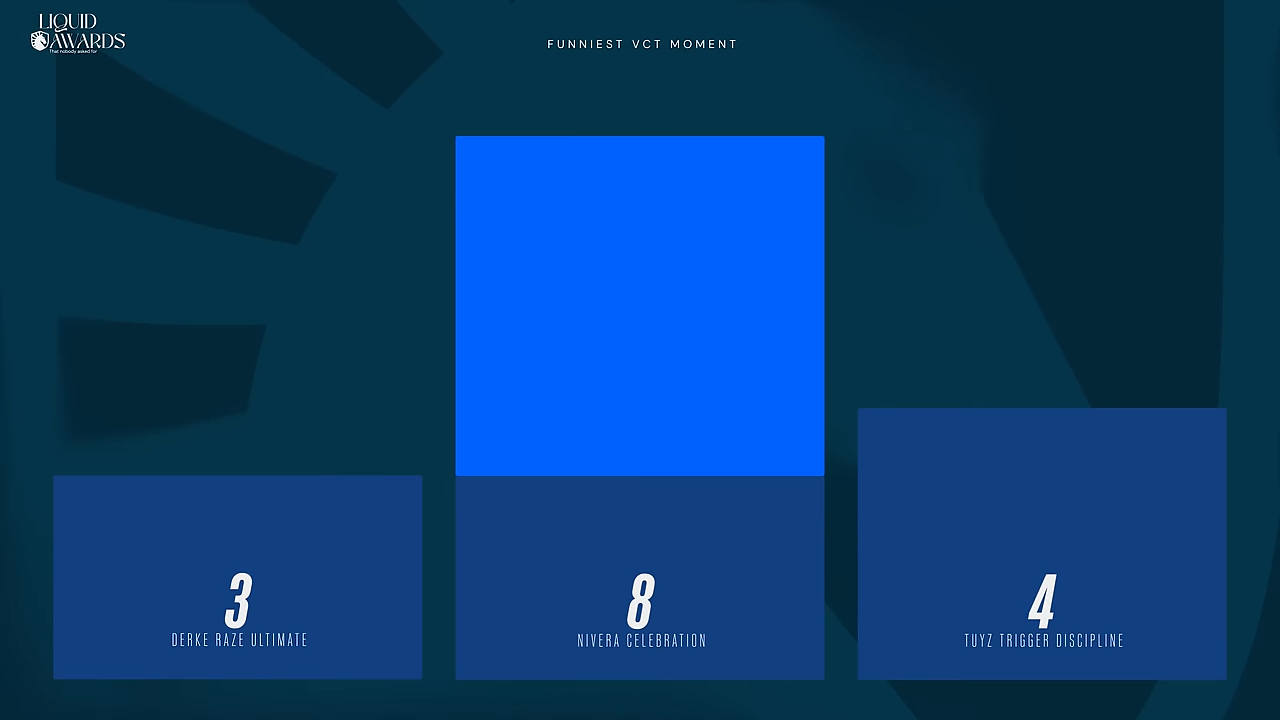 LIQUID
AWARDS
That nobody asked for
FUNNIEST VCT MOMENT
3
DERKE RAZE ULTIMATE
8
NIVERA CELEBRATION
4
TUYZ TRIGGER DISCIPLINE